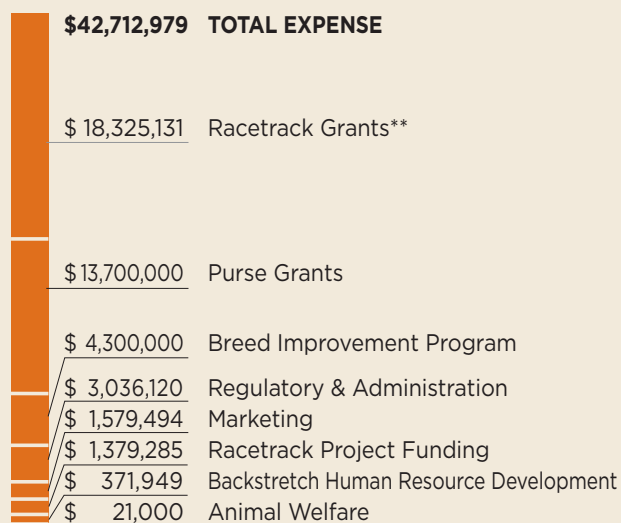 $42,712,979 TOTAL EXPENSE
$ 18,325,131 Racetrack Grants**
$ 13,700,000 Purse Grants
$ 4,300,000 Breed Improvement Program
$ 3,036,120 Regulatory & Administration
$ 1,579,494 Marketing
$ 1,379,285 Racetrack Project Funding
$ 371,949 Backstretch Human Resource Development
$ 21,000 Animal Welfare